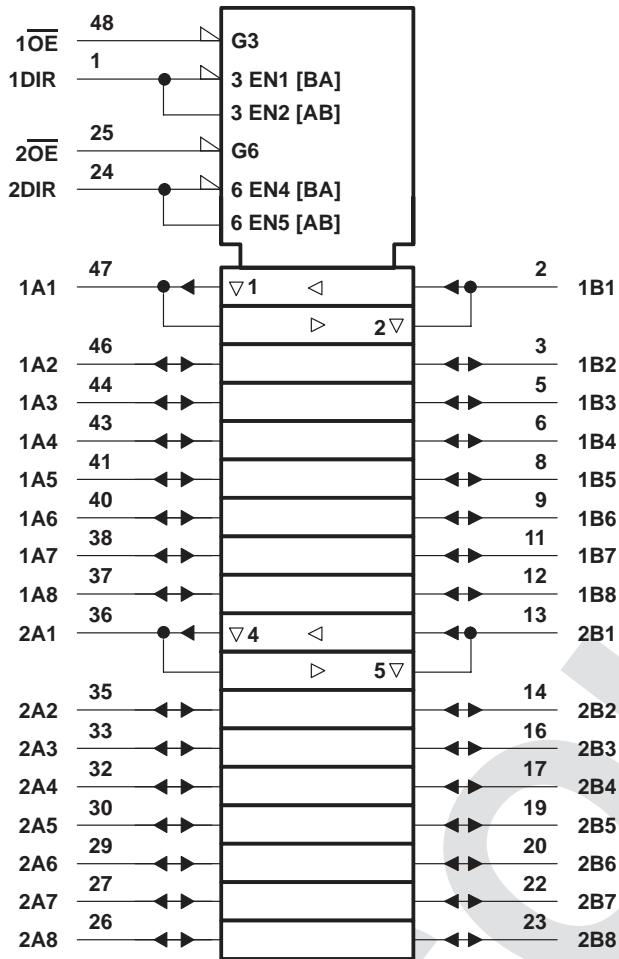 1O̅E̅ 48 G3
1DIR 1 3 EN1 [BA]
3 EN2 [AB]
2O̅E̅ 25 G6
2DIR 24 6 EN4 [BA]
6 EN5 [AB]
1A1 47 ▽1 ◁ 2 1B1
▷ 2▽
1A2 46 3 1B2
1A3 44 5 1B3
1A4 43 6 1B4
1A5 41 8 1B5
1A6 40 9 1B6
1A7 38 11 1B7
1A8 37 12 1B8
2A1 36 ▽4 ◁ 13 2B1
▷ 5▽
2A2 35 14 2B2
2A3 33 16 2B3
2A4 32 17 2B4
2A5 30 19 2B5
2A6 29 20 2B6
2A7 27 22 2B7
2A8 26 23 2B8